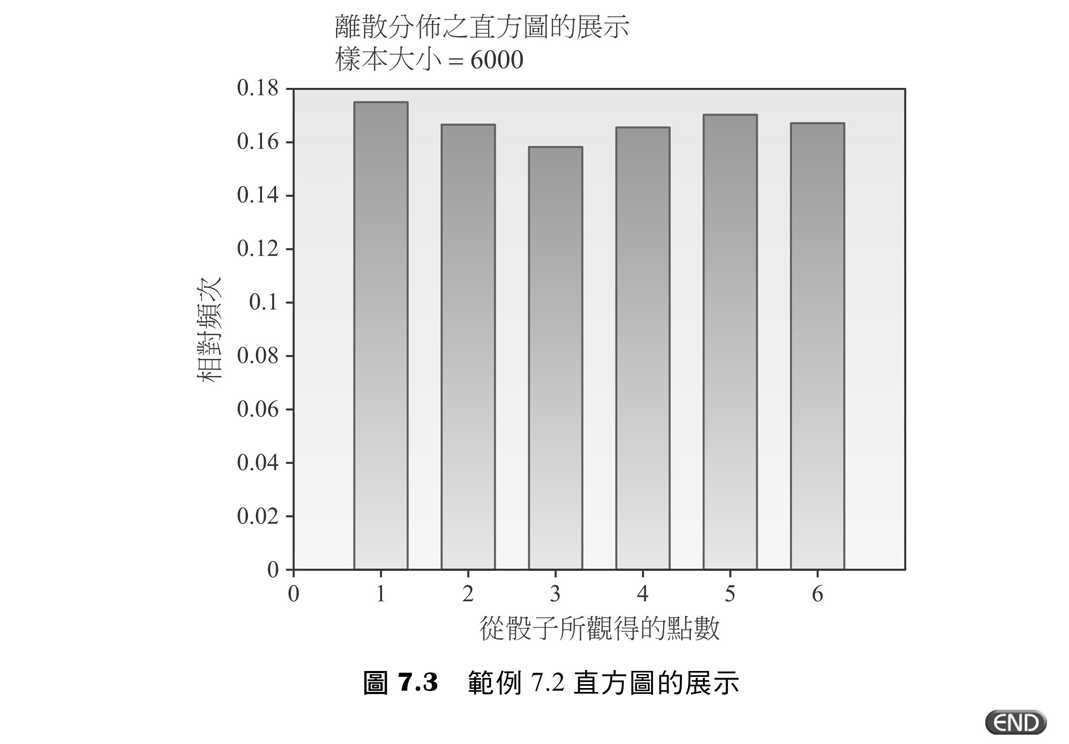 離散分佈之直方圖的展示
樣本大小 = 6000
0.18
0.16
0.14
0.12
0.1
0.08
0.06
0.04
0.02
0
相對頻次
0 1 2 3 4 5 6
從骰子所觀得的點數
圖 7.3 範例 7.2 直方圖的展示
END